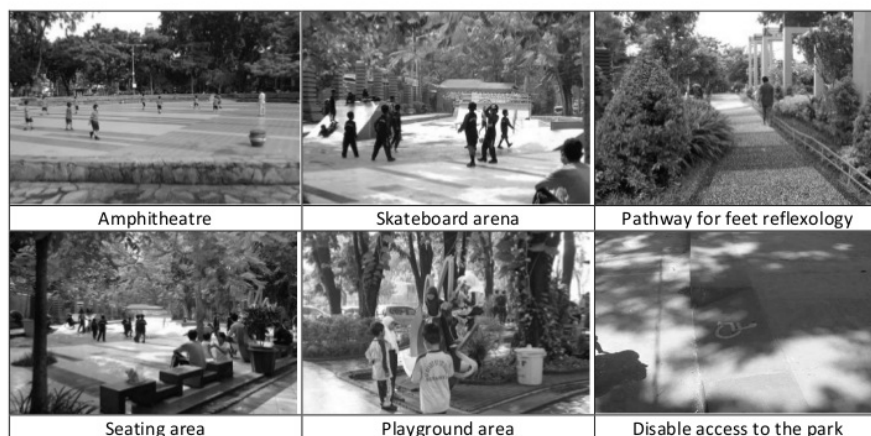 Amphitheatre
Skateboard arena
Pathway for feet reflexology
Seating area
Playground area
Disable access to the park